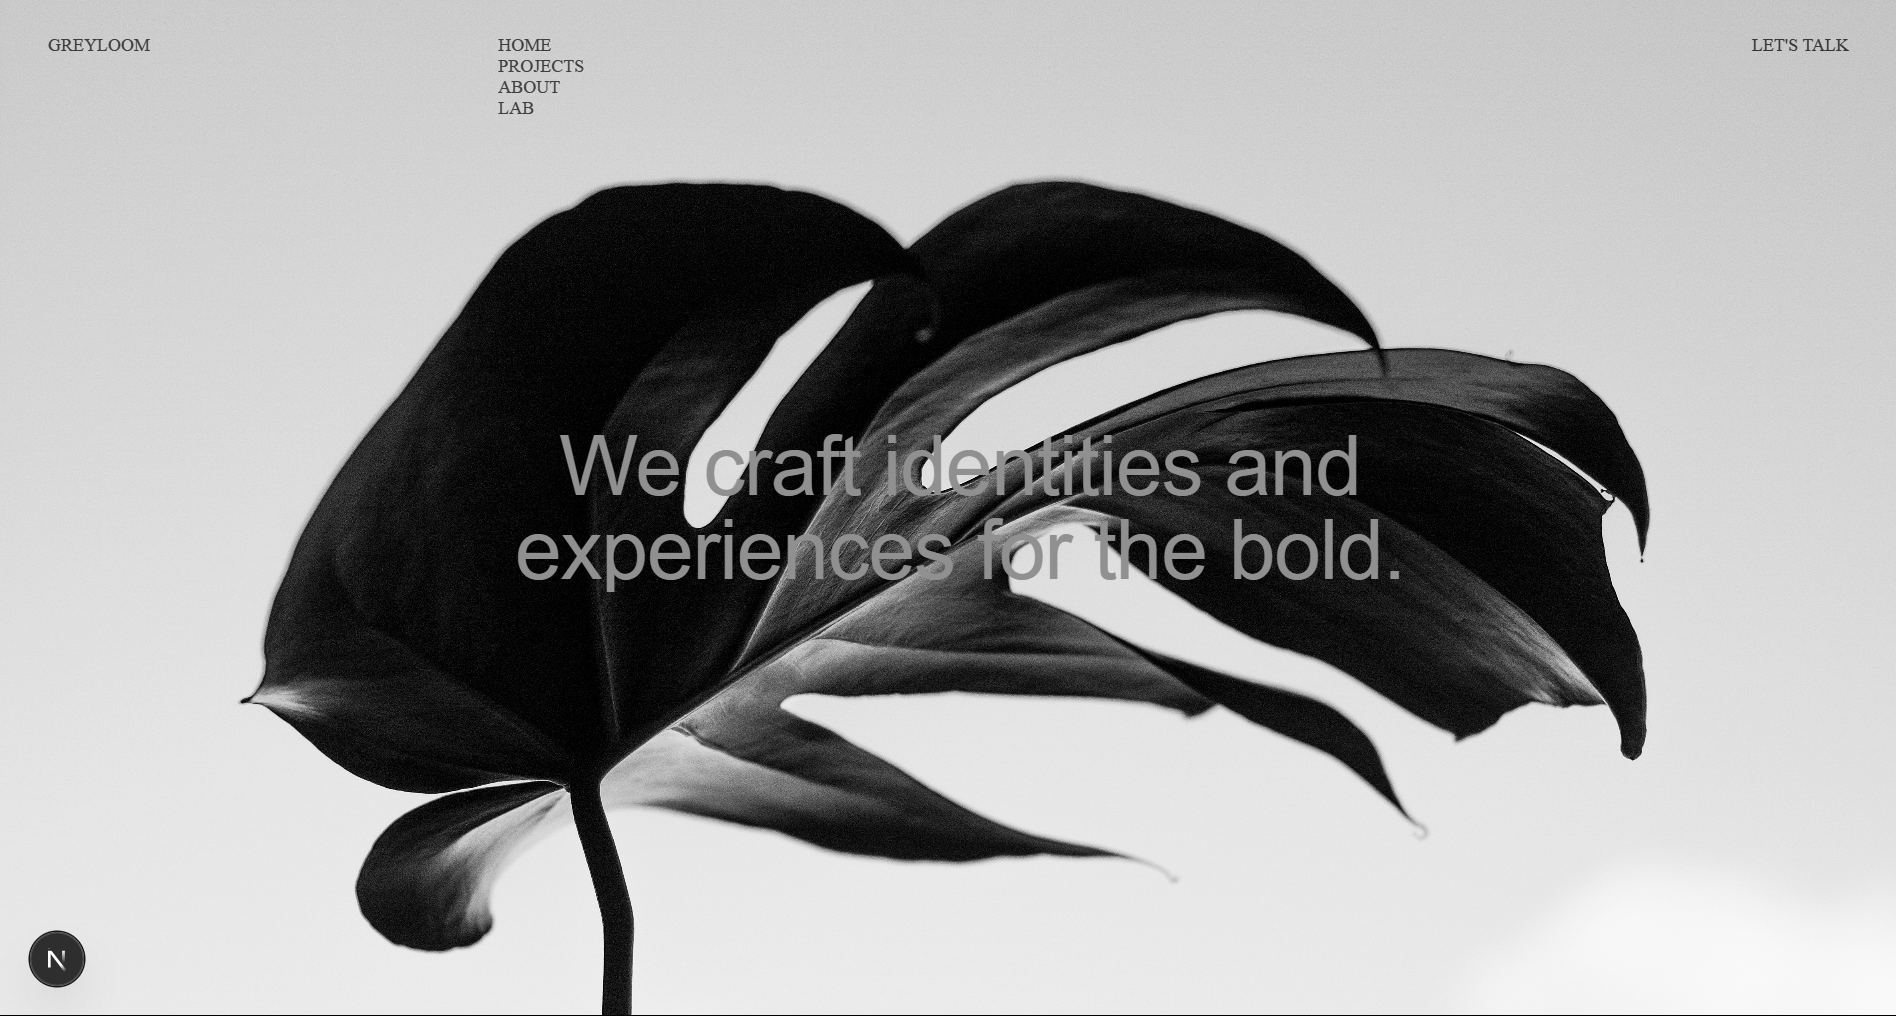 GREYLOOM
HOME
PROJECTS
ABOUT
LAB
LET'S TALK
We craft identities and
experiences for the bold.
N